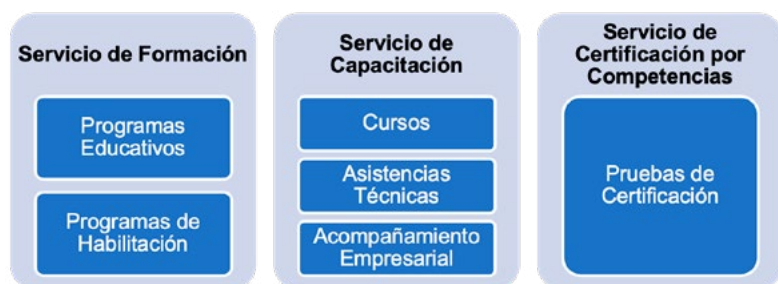 Servicio de Formación
Programas
Educativos
Programas de
Habilitación
Servicio de
Capacitación
Cursos
Asistencias
Técnicas
Acompañamiento
Empresarial
Servicio de
Certificación por
Competencias
Pruebas de
Certificación